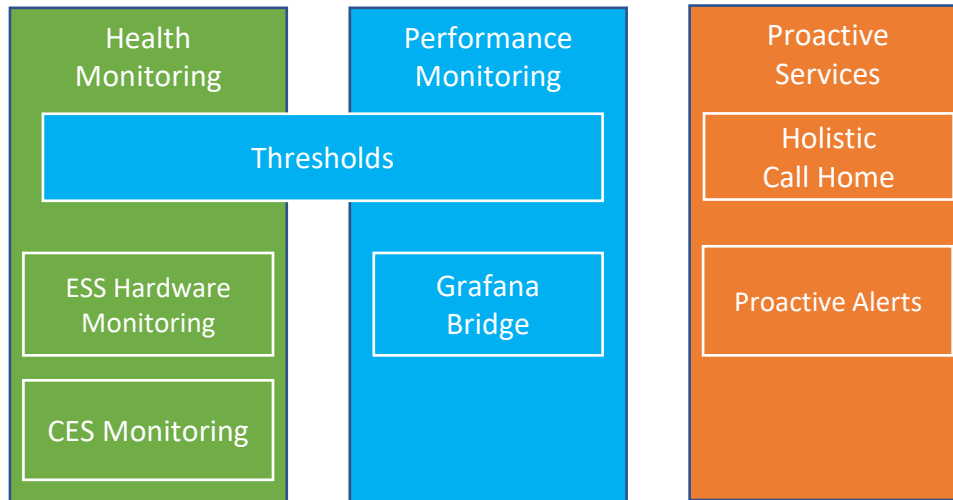 Health
Monitoring
Performance
Monitoring
Proactive
Services
Thresholds
Holistic
Call Home
ESS Hardware
Monitoring
Grafana
Bridge
Proactive Alerts
CES Monitoring